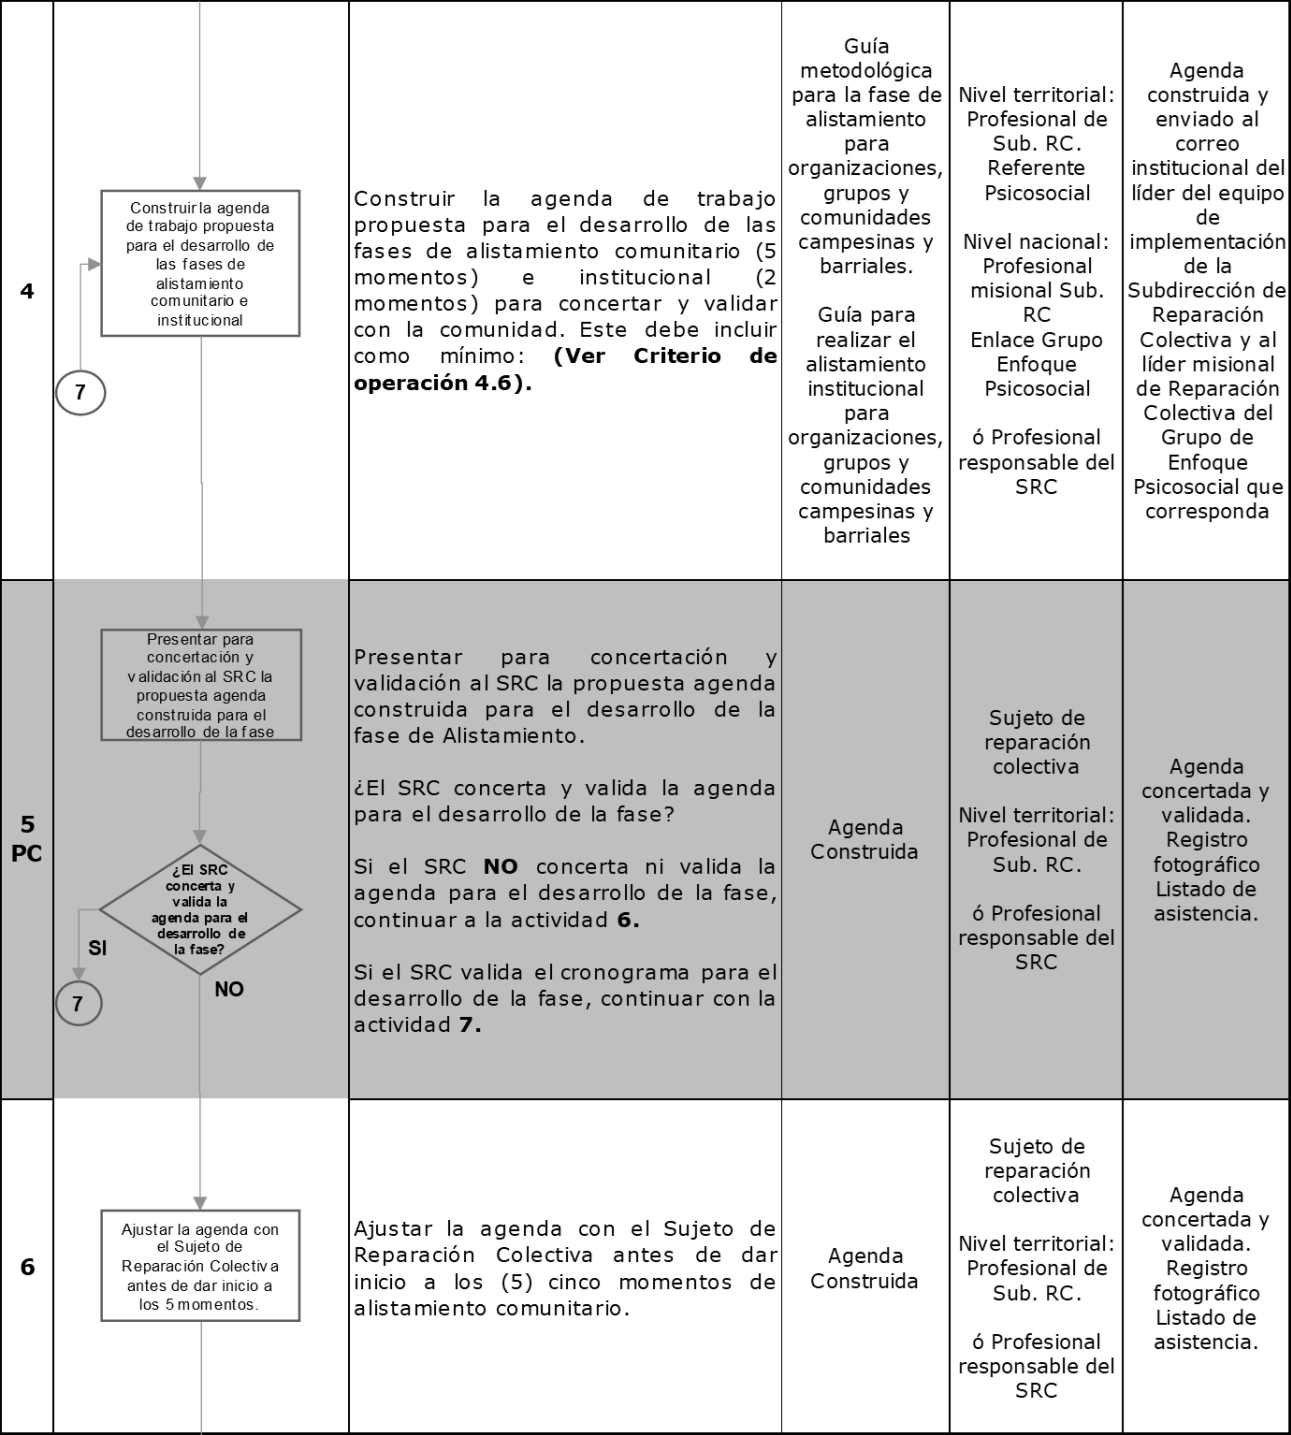 4
Construir la agenda
de trabajo propuesta
para el desarrollo de
las fases de
alistamiento
comunitario e
institucional
7
Construir la agenda de trabajo
propuesta para el desarrollo de las
fases de alistamiento comunitario (5
momentos) e institucional (2
momentos) para concertar y validar
con la comunidad. Este debe incluir
como mínimo: (Ver Criterio de
operación 4.6).
Guía
metodológica
para la fase de
alistamiento
para
organizaciones,
grupos y
comunidades
campesinas y
barriales.
Guía para
realizar el
alistamiento
institucional
para
organizaciones,
grupos y
comunidades
campesinas y
barriales
Nivel territorial:
Profesional de
Sub. RC.
Referente
Psicosocial
Nivel nacional:
Profesional
misional Sub.
RC
Enlace Grupo
Enfoque
Psicosocial
ó Profesional
responsable del
SRC
Agenda
construida y
enviado al
correo
institucional del
líder del equipo
de
implementación
de la
Subdirección de
Reparación
Colectiva y al
líder misional
de Reparación
Colectiva del
Grupo de
Enfoque
Psicosocial que
corresponda
5
PC
Presentar para
concertación y
validación al SRC la
propuesta agenda
construida para el
desarrollo de la fase
¿El SRC
concerta y
valida la
agenda para el
desarrollo de
la fase?
SI
NO
7
Presentar para concertación y
validación al SRC la propuesta agenda
construida para el desarrollo de la
fase de Alistamiento.
¿El SRC concerta y valida la agenda
para el desarrollo de la fase?
Si el SRC NO concerta ni valida la
agenda para el desarrollo de la fase,
continuar a la actividad 6.
Si el SRC valida el cronograma para el
desarrollo de la fase, continuar con la
actividad 7.
Agenda
Construida
Sujeto de
reparación
colectiva
Nivel territorial:
Profesional de
Sub. RC.
ó Profesional
responsable del
SRC
Agenda
concertada y
validada.
Registro
fotográfico
Listado de
asistencia.
6
Ajustar la agenda con
el Sujeto de
Reparación Colectiva
antes de dar inicio a
los 5 momentos.
Ajustar la agenda con el Sujeto de
Reparación Colectiva antes de dar
inicio a los (5) cinco momentos de
alistamiento comunitario.
Agenda
Construida
Sujeto de
reparación
colectiva
Nivel territorial:
Profesional de
Sub. RC.
ó Profesional
responsable del
SRC
Agenda
concertada y
validada.
Registro
fotográfico
Listado de
asistencia.